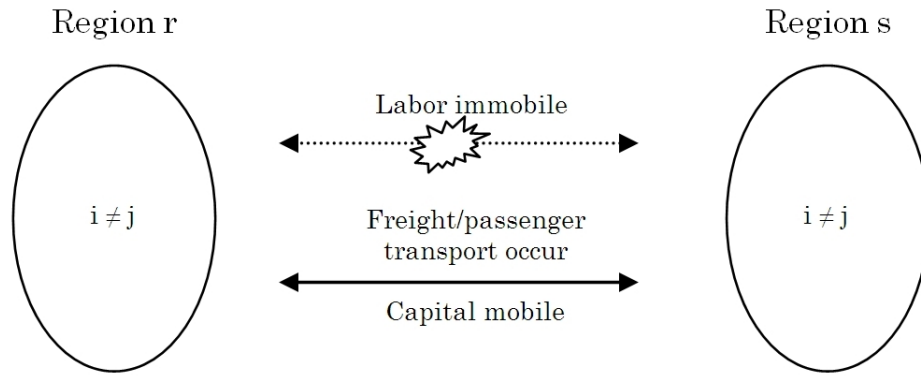 Region r
Region s
Labor immobile
i ≠ j
Freight/passenger
transport occur
i ≠ j
Capital mobile